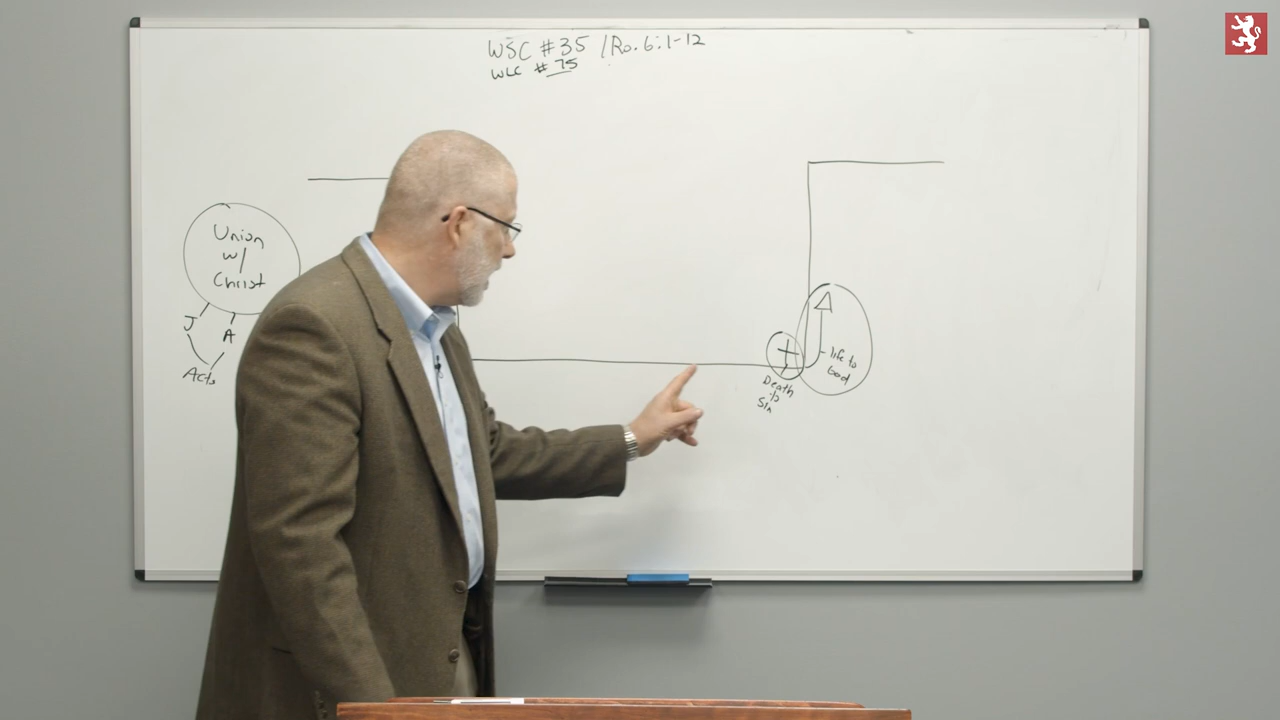 WSC #35 / Ro. 6:1-12
WLC #75
Union
w/
Christ
J
A
Acts
Death
to
Sin
life to
God